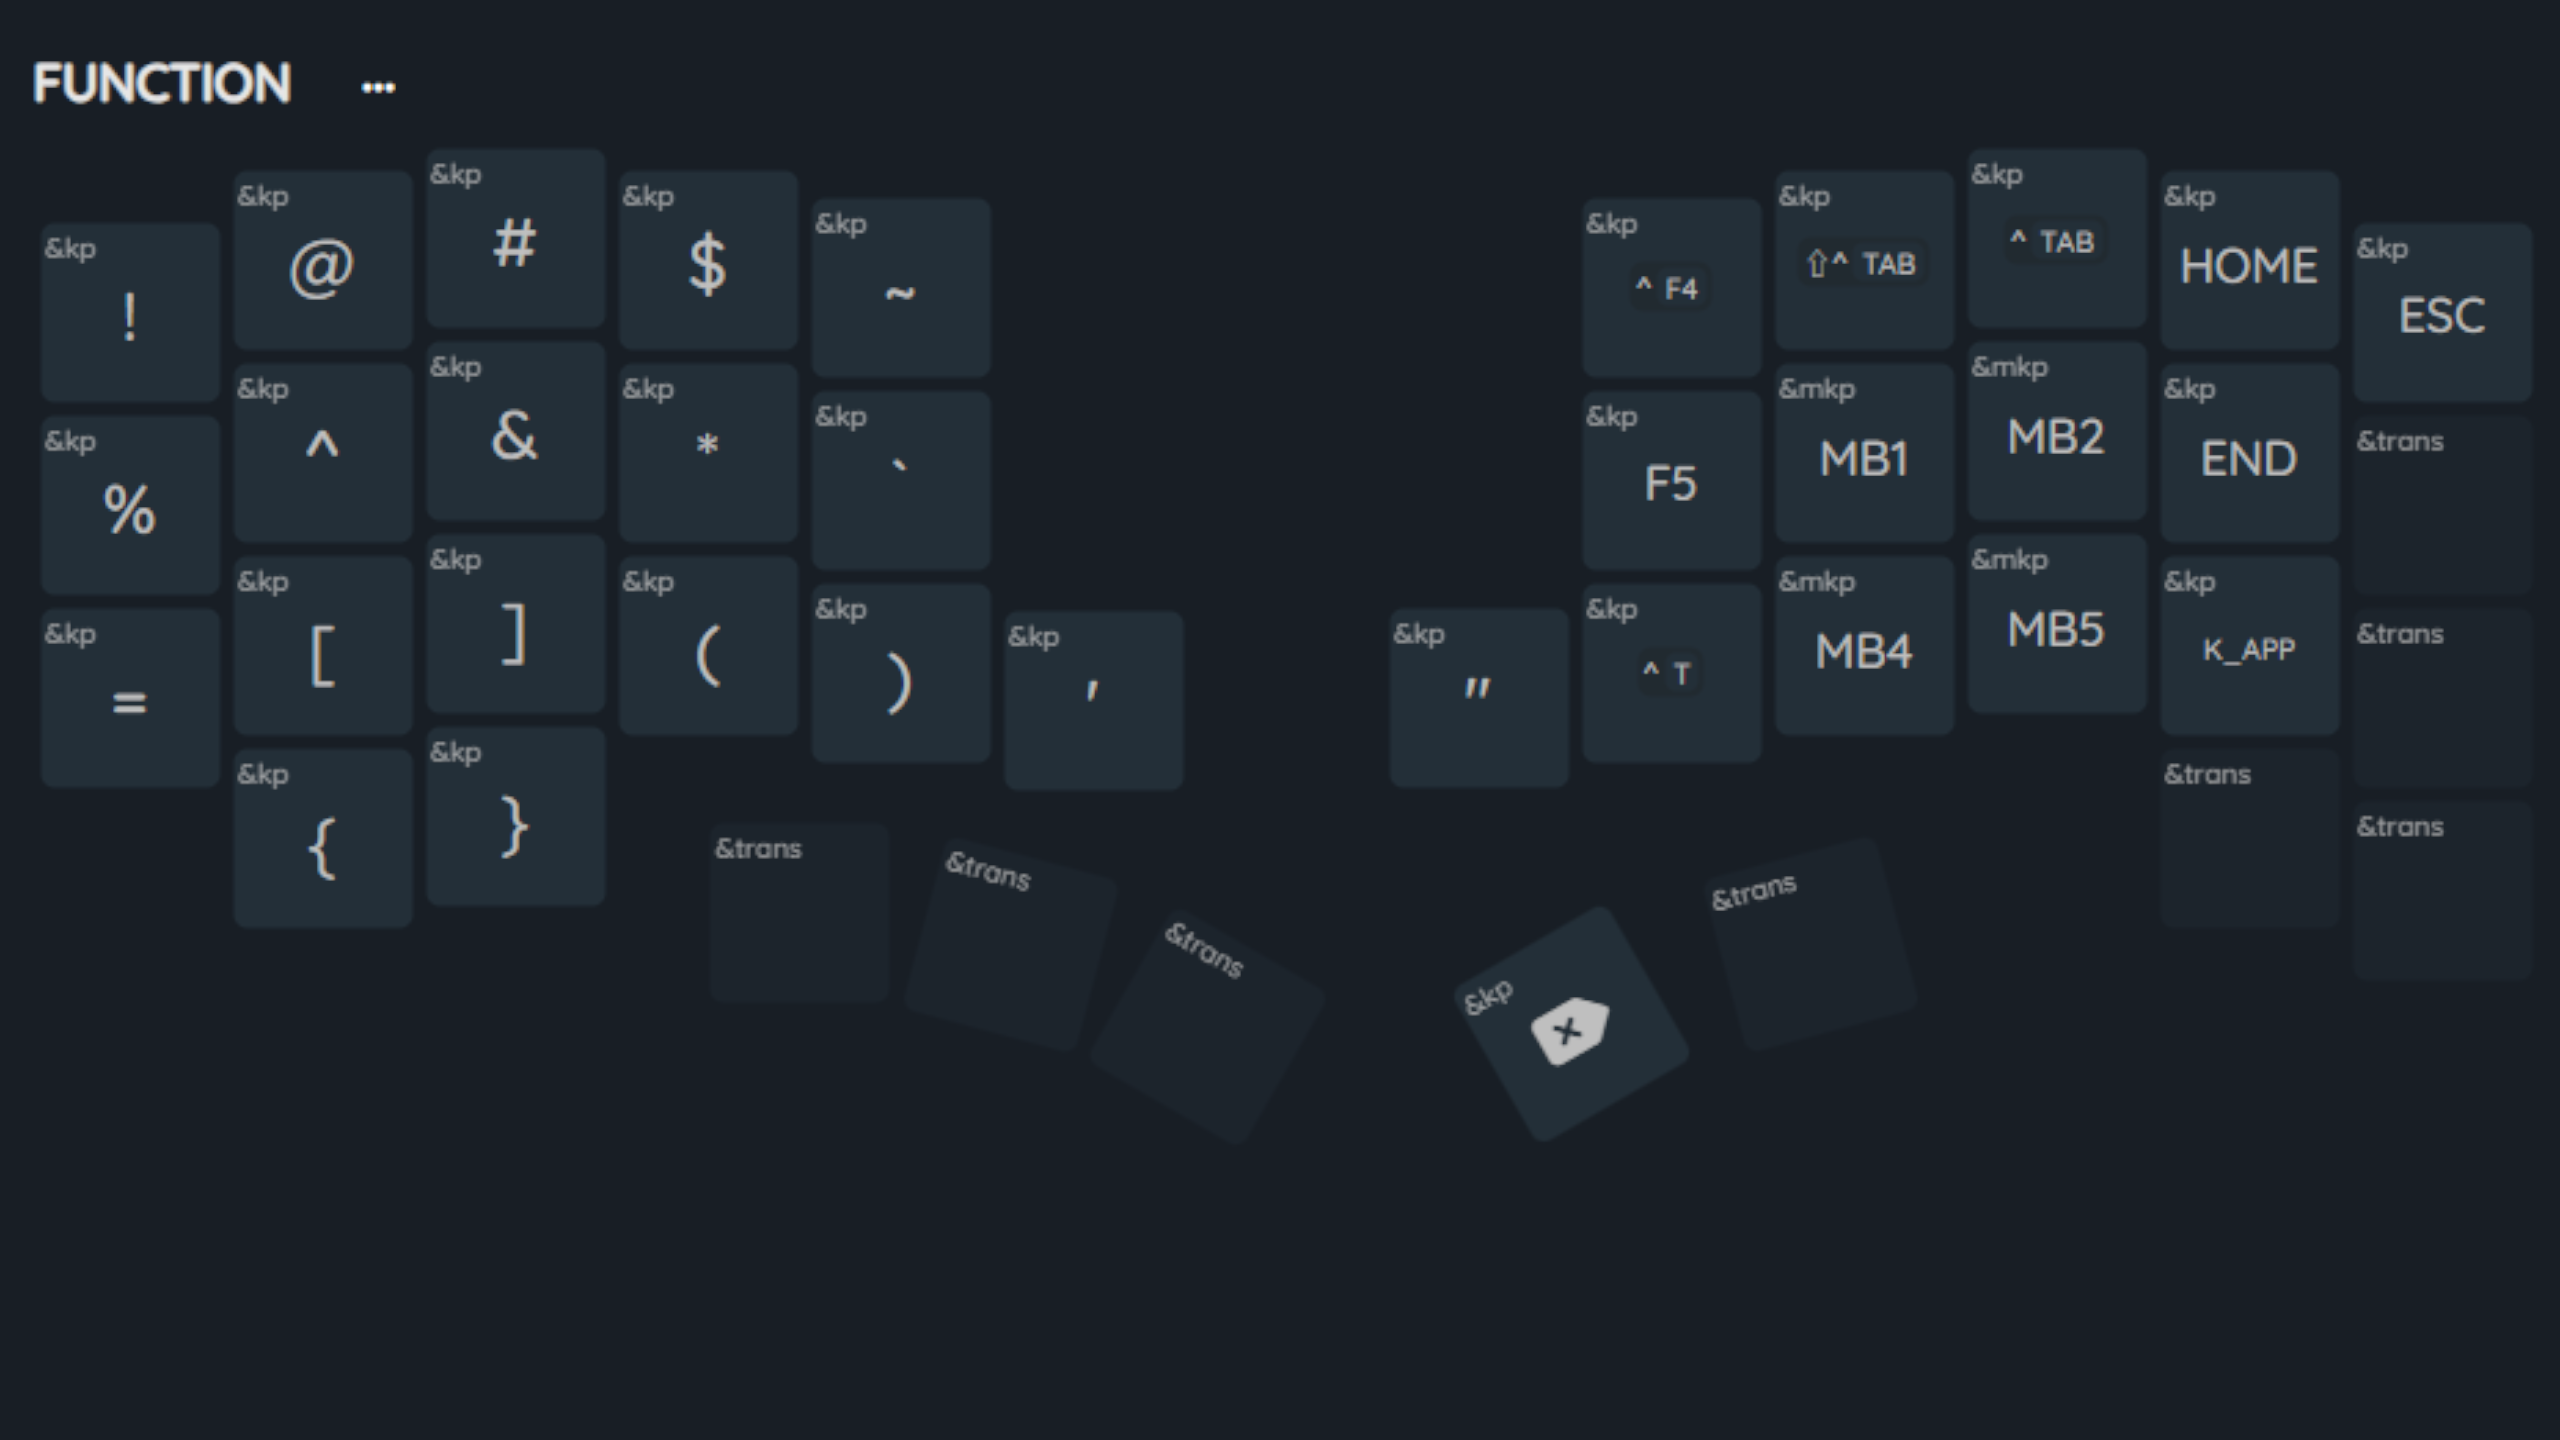 FUNCTION ...
&kp ! &kp @ &kp # &kp $ &kp ~ &kp ^ F4 &kp ⇧^ TAB &kp ^ TAB &kp HOME &kp ESC
&kp % &kp ^ &kp & &kp * &kp ` &kp F5 &mkp MB1 &mkp MB2 &kp END &trans
&kp = &kp [ &kp ] &kp ( &kp ) &kp ' &kp " &kp ^ T &mkp MB4 &mkp MB5 &kp K_APP &trans
&kp { &kp } &trans &trans &trans &kp &trans &trans &trans